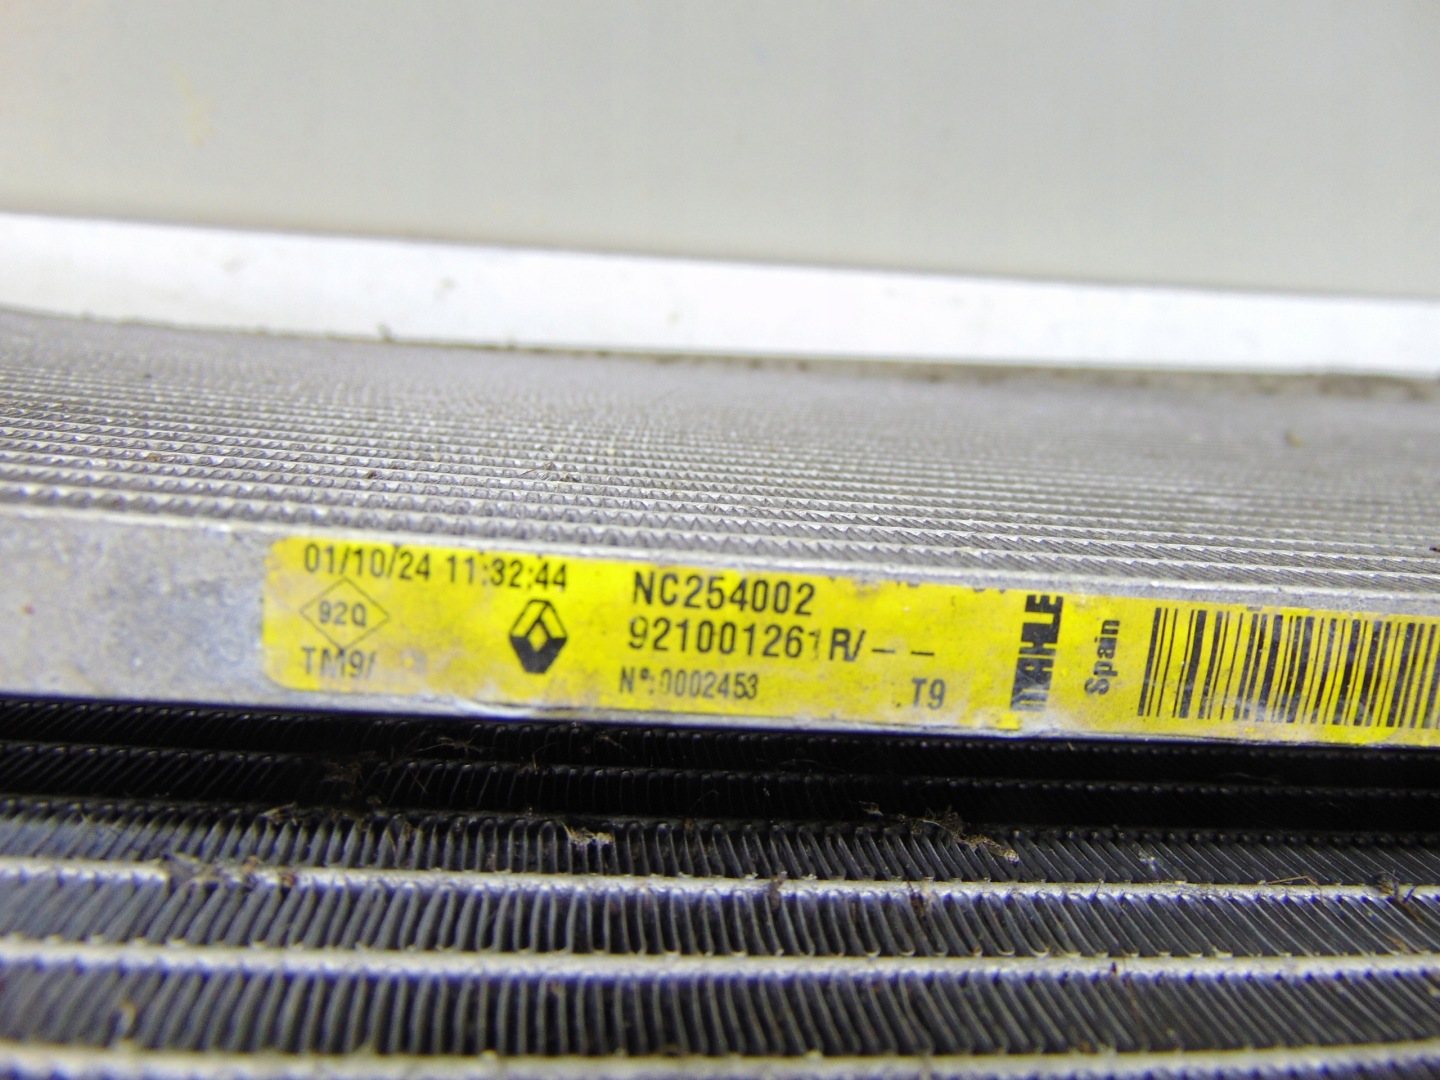 01/10/24 11:32:44
92Q
TM9/
NC254002
921001261R/--
N°:0002453
T9
MAHLE
Spain